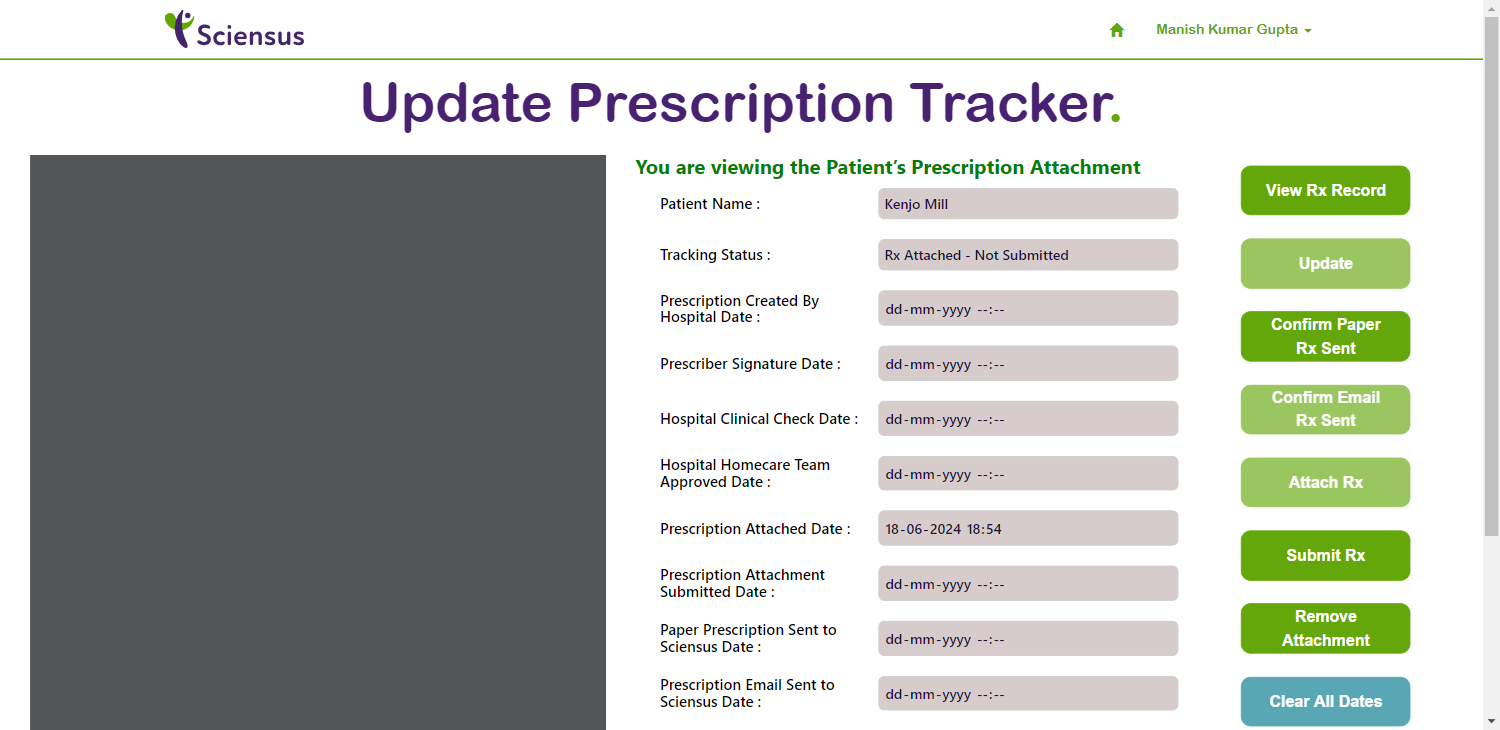 Sciensus
Manish Kumar Gupta
Update Prescription Tracker.
You are viewing the Patient's Prescription Attachment
Patient Name :
Kenjo Mill
Tracking Status :
Rx Attached - Not Submitted
Prescription Created By
Hospital Date :
dd-mm-yyyy --:--
Prescriber Signature Date :
dd-mm-yyyy --:--
Hospital Clinical Check Date :
dd-mm-yyyy --:--
Hospital Homecare Team
Approved Date :
dd-mm-yyyy --:--
Prescription Attached Date :
18-06-2024 18:54
Prescription Attachment
Submitted Date :
dd-mm-yyyy --:--
Paper Prescription Sent to
Sciensus Date :
dd-mm-yyyy --:--
Prescription Email Sent to
Sciensus Date :
dd-mm-yyyy --:--
View Rx Record
Update
Confirm Paper
Rx Sent
Confirm Email
Rx Sent
Attach Rx
Submit Rx
Remove
Attachment
Clear All Dates